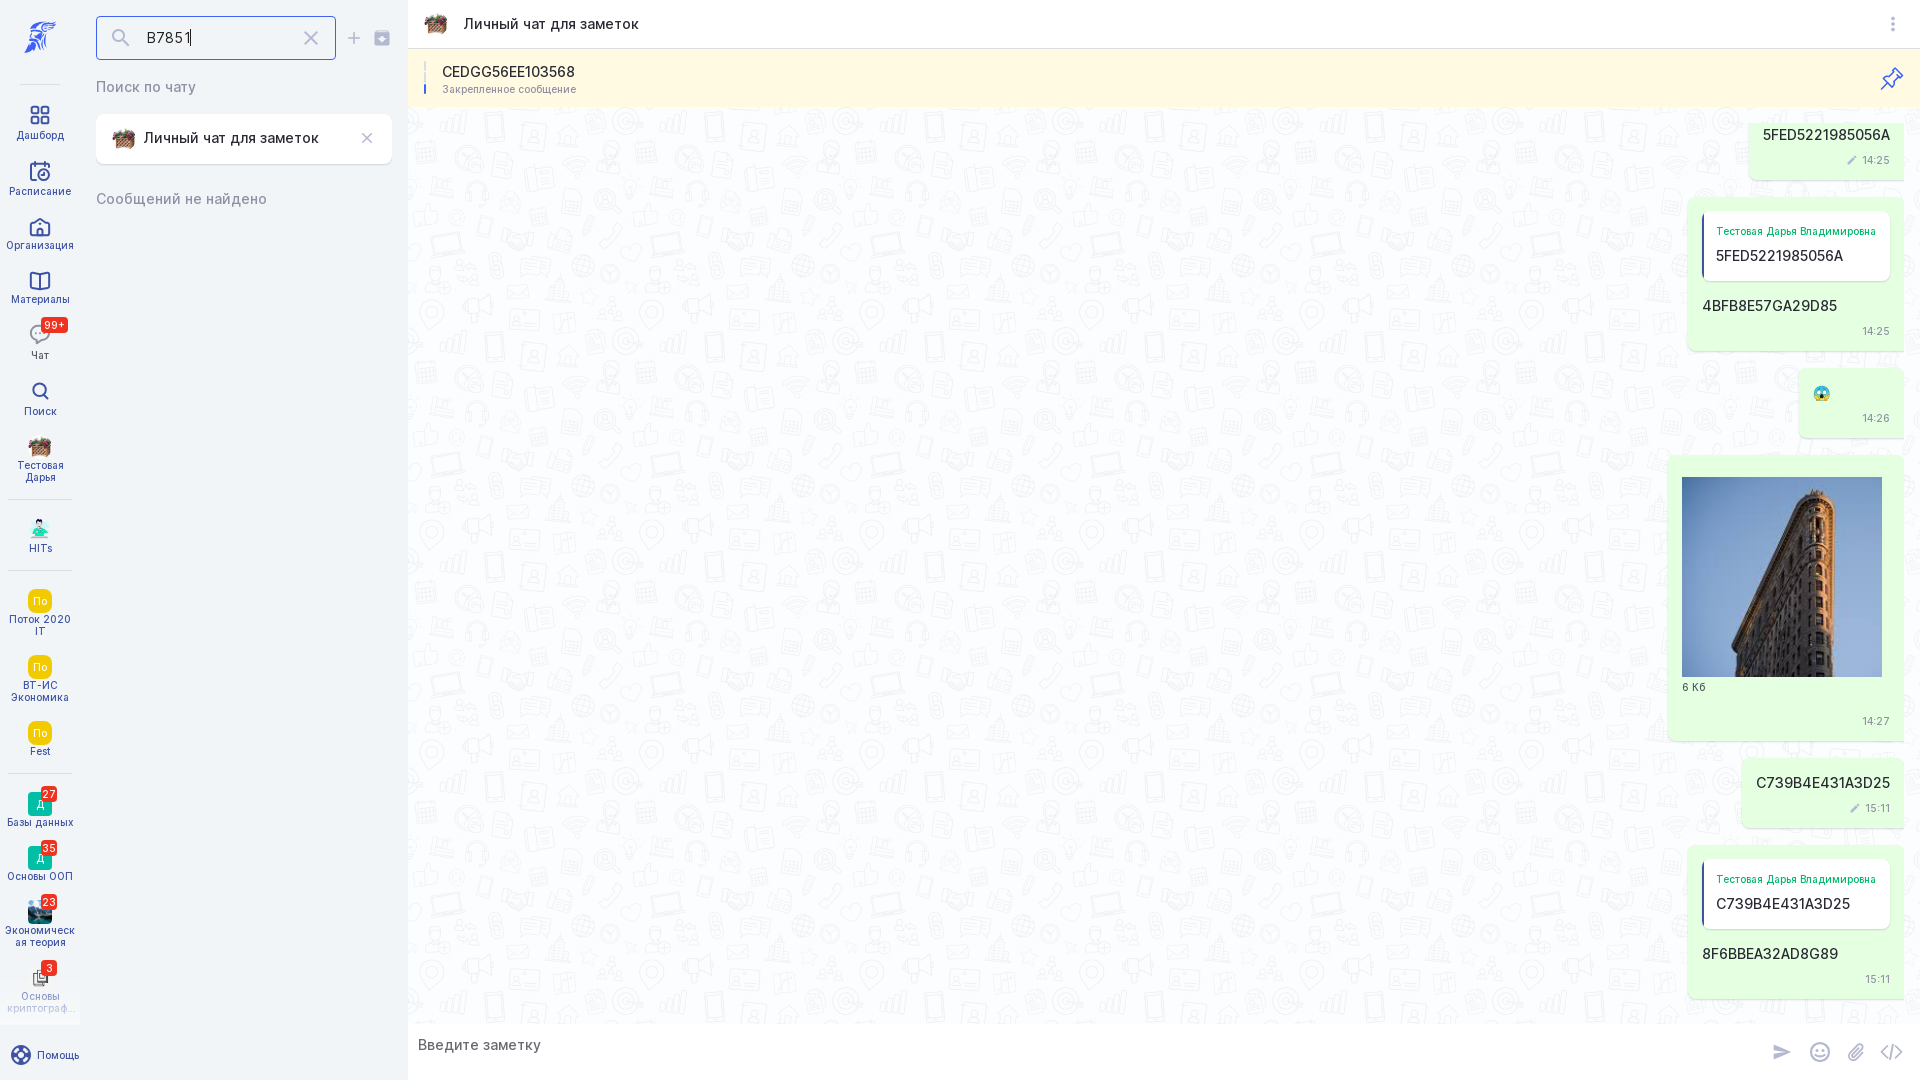 B7851
Поиск по чату
Личный чат для заметок
Сообщений не найдено
Дашборд
Расписание
Организация
Материалы
99+
Чат
Поиск
Тестовая
Дарья
HITs
По
Поток 2020
IT
По
ВТ-ИС
Экономика
По
Fest
27
Д
Базы данных
35
Д
Основы ООП
23
Экономическ
ая теория
3
Основы
криптограф...
Помощь
Личный чат для заметок
CEDGG56EE103568
Закрепленное сообщение
5FED5221985056A
14:25
Тестовая Дарья Владимировна
5FED5221985056A
4BFB8E57GA29D85
14:25
14:26
6 Кб
14:27
C739B4E431A3D25
15:11
Тестовая Дарья Владимировна
C739B4E431A3D25
8F6BBEA32AD8G89
15:11
Введите заметку